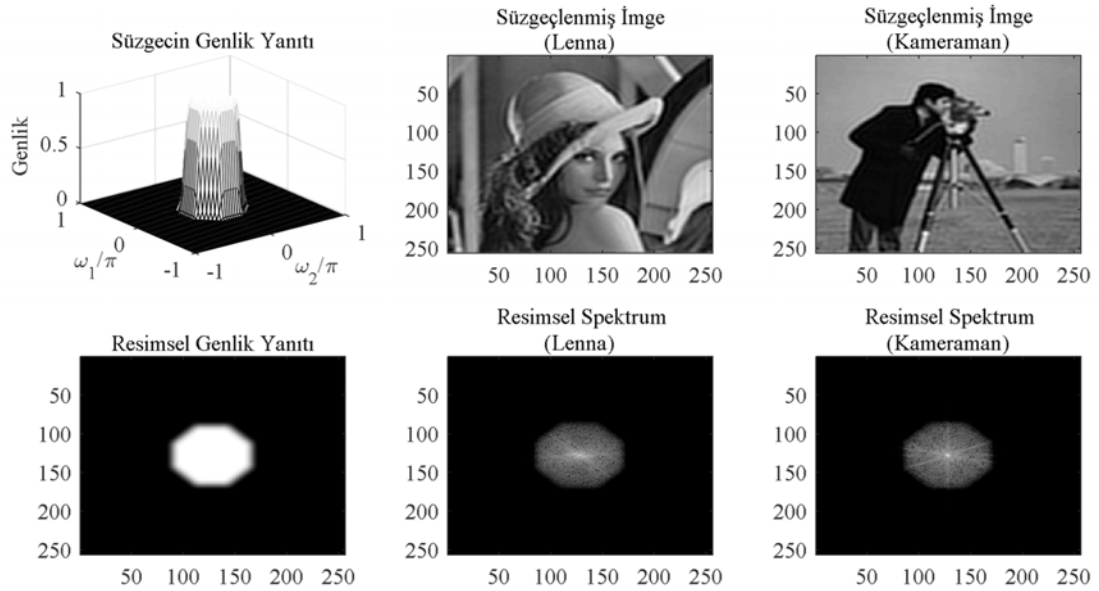 Süzgecin Genlik Yanıtı
Genlik
1
0.5
0
1
0
-1
ω1/π
-1
0
1
ω2/π
Süzgeçlenmiş İmge
(Lenna)
50
100
150
200
250
50 100 150 200 250
Süzgeçlenmiş İmge
(Kameraman)
50
100
150
200
250
50 100 150 200 250
Resimsel Genlik Yanıtı
50
100
150
200
250
50 100 150 200 250
Resimsel Spektrum
(Lenna)
50
100
150
200
250
50 100 150 200 250
Resimsel Spektrum
(Kameraman)
50
100
150
200
250
50 100 150 200 250